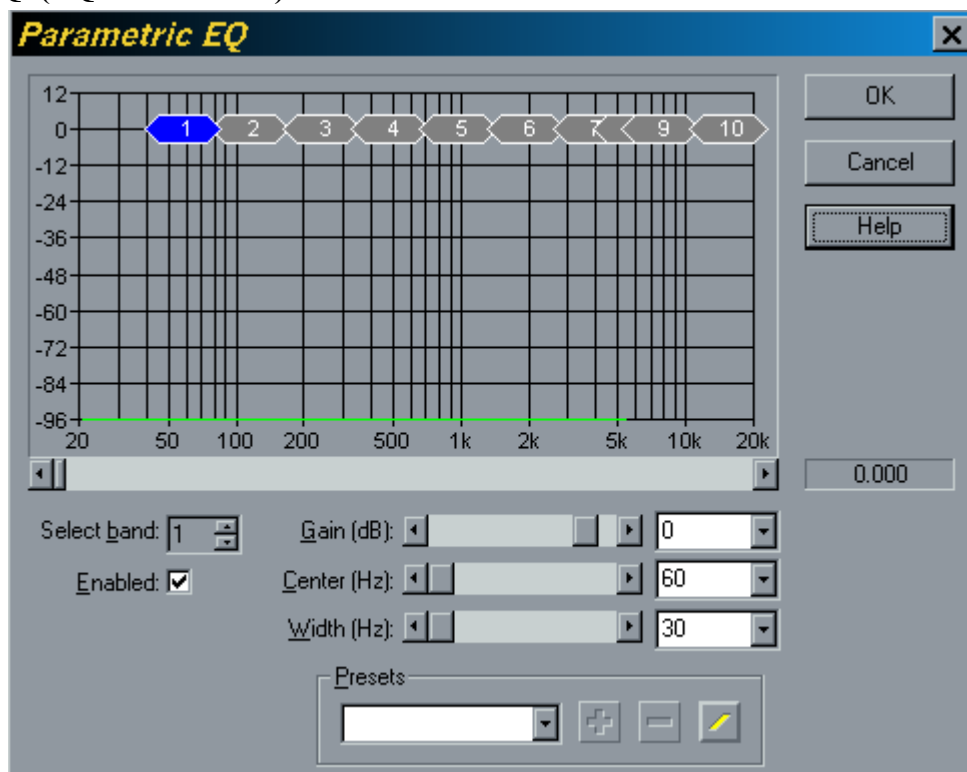 Parametric EQ
12
0
-12
-24
-36
-48
-60
-72
-84
-96
1 2 3 4 5 6 7 9 10
20 50 100 200 500 1k 2k 5k 10k 20k
OK
Cancel
Help
0.000
Select band: 1
Enabled:
Gain (dB): 0
Center (Hz): 60
Width (Hz): 30
Presets